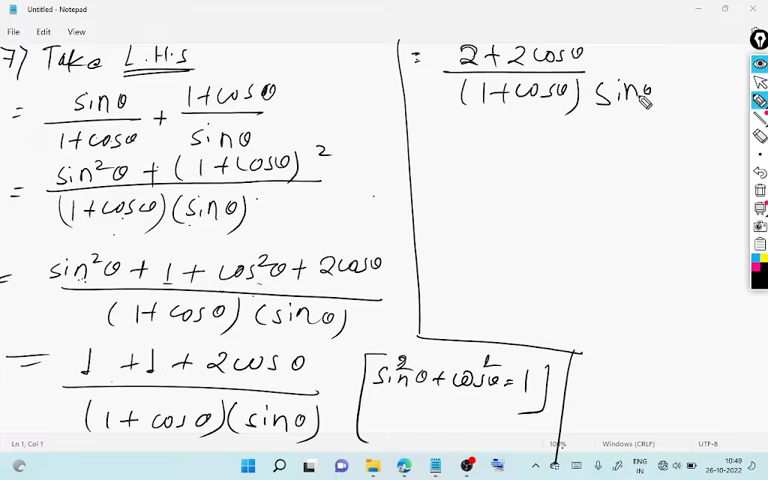 Untitled - Notepad
File Edit View
7) Take L.H.S
= sinθ/1+cosθ + 1+cosθ/sinθ
= sin²θ + (1+cosθ)²/(1+cosθ)(sinθ)
= sin²θ + 1 + cos²θ + 2cosθ/(1+cosθ)(sinθ)
= 1 + 1 + 2cosθ/(1+cosθ)(sinθ)
[sin²θ + cos²θ = 1]
= 2 + 2cosθ/(1+cosθ) sinθ
Ln 1, Col 1
100%
Windows (CRLF)
UTF-8
ENG
IN
10:49
26-10-2022